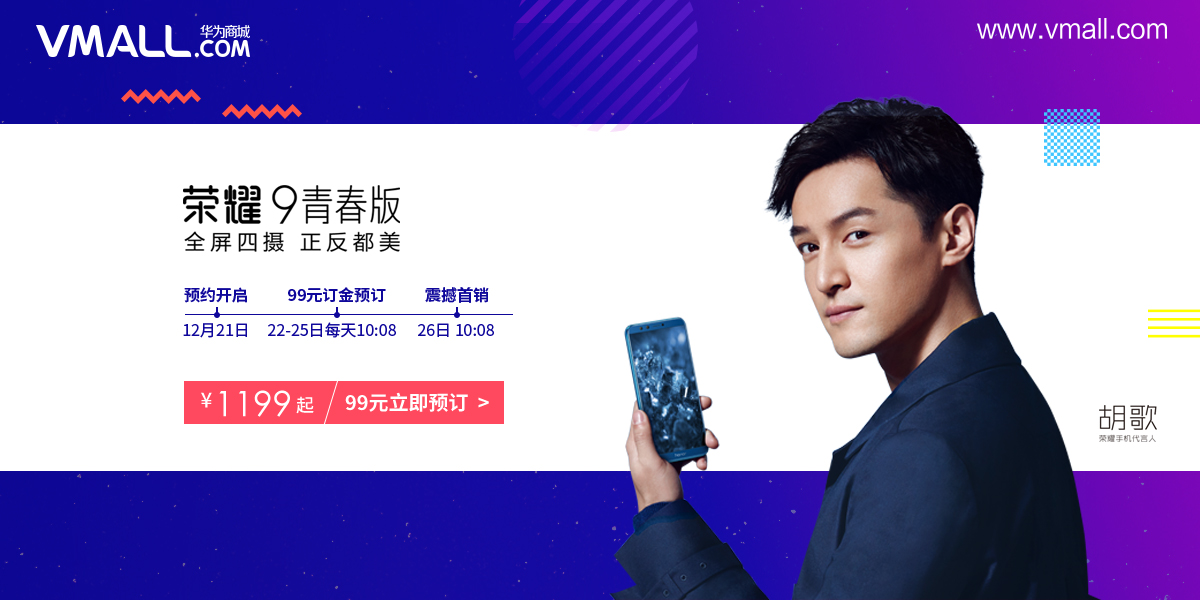 VMALL.COM 华为商城
www.vmall.com
荣耀 9青春版
全屏四摄 正反都美
预约开启 99元订金预订 震撼首销
12月21日 22-25日每天10:08 26日 10:08
¥1199起 99元立即预订 >
胡歌
荣耀手机代言人